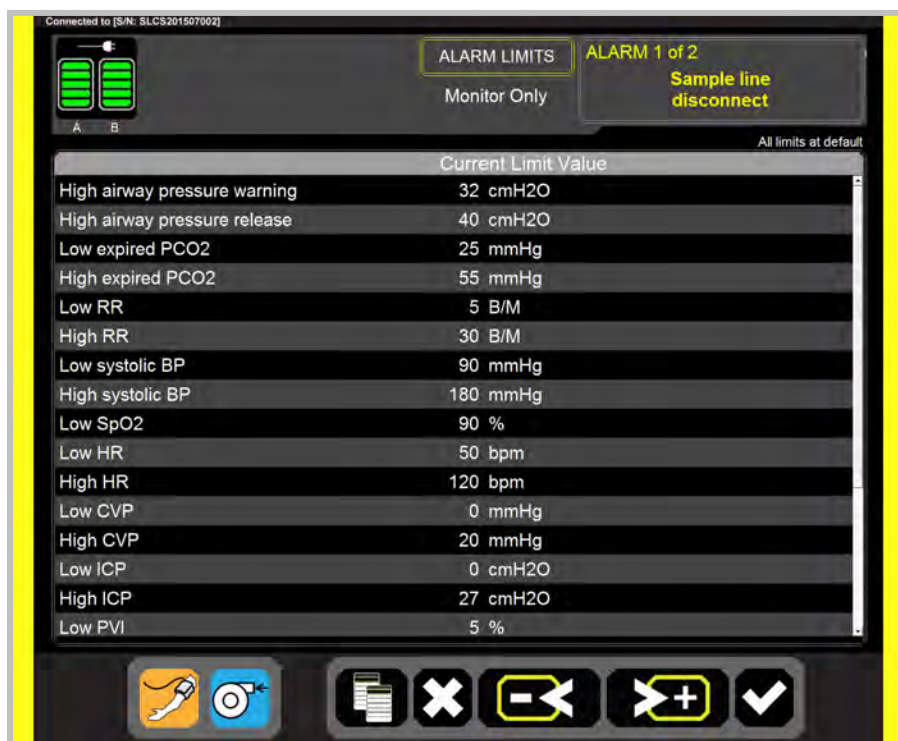 Connected to [S/N: SLCS201507002]
ALARM LIMITS
Monitor Only
ALARM 1 of 2
Sample line
disconnect
A B
All limits at default
Current Limit Value
High airway pressure warning 32 cmH2O
High airway pressure release 40 cmH2O
Low expired PCO2 25 mmHg
High expired PCO2 55 mmHg
Low RR 5 B/M
High RR 30 B/M
Low systolic BP 90 mmHg
High systolic BP 180 mmHg
Low SpO2 90 %
Low HR 50 bpm
High HR 120 bpm
Low CVP 0 mmHg
High CVP 20 mmHg
Low ICP 0 cmH2O
High ICP 27 cmH2O
Low PVI 5 %